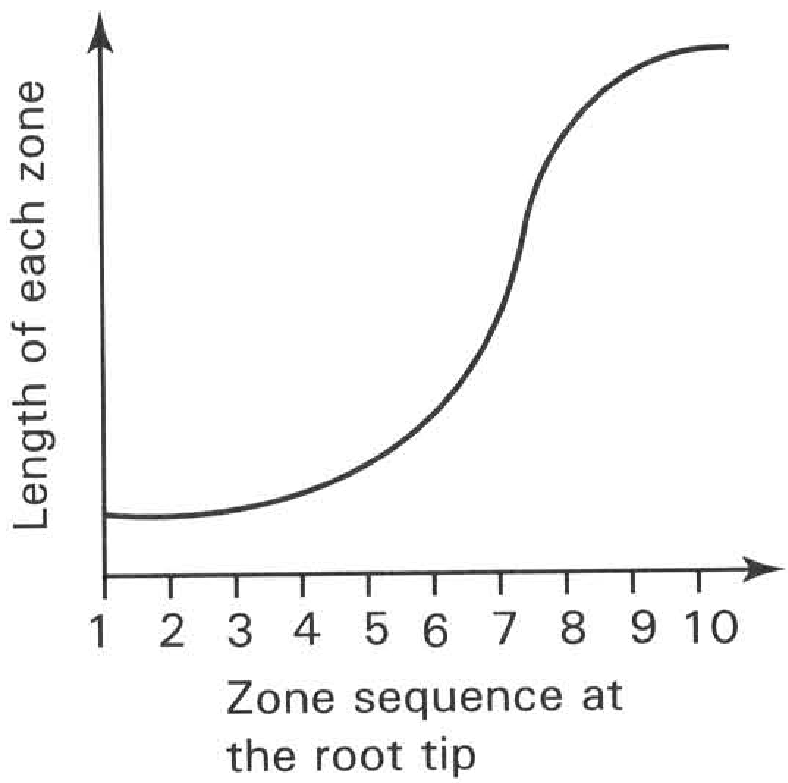 Length of each zone
1 2 3 4 5 6 7 8 9 10
Zone sequence at
the root tip